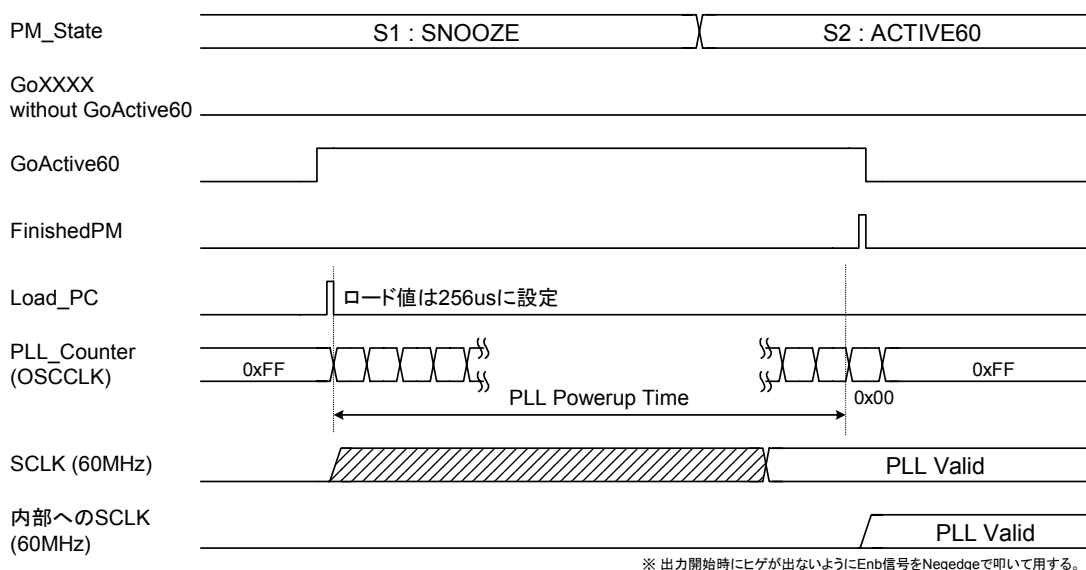 PM_State
S1 : SNOOZE
S2 : ACTIVE60
GoXXXX
without GoActive60
GoActive60
FinishedPM
Load_PC
ロード値は256usに設定
PLL_Counter
(OSCCLK)
0xFF
0xFF
0x00
PLL Powerup Time
SCLK (60MHz)
PLL Valid
内部へのSCLK
(60MHz)
PLL Valid
※ 出力開始時にヒゲが出ないようにEnb信号をNegedgeで叩いて用する。